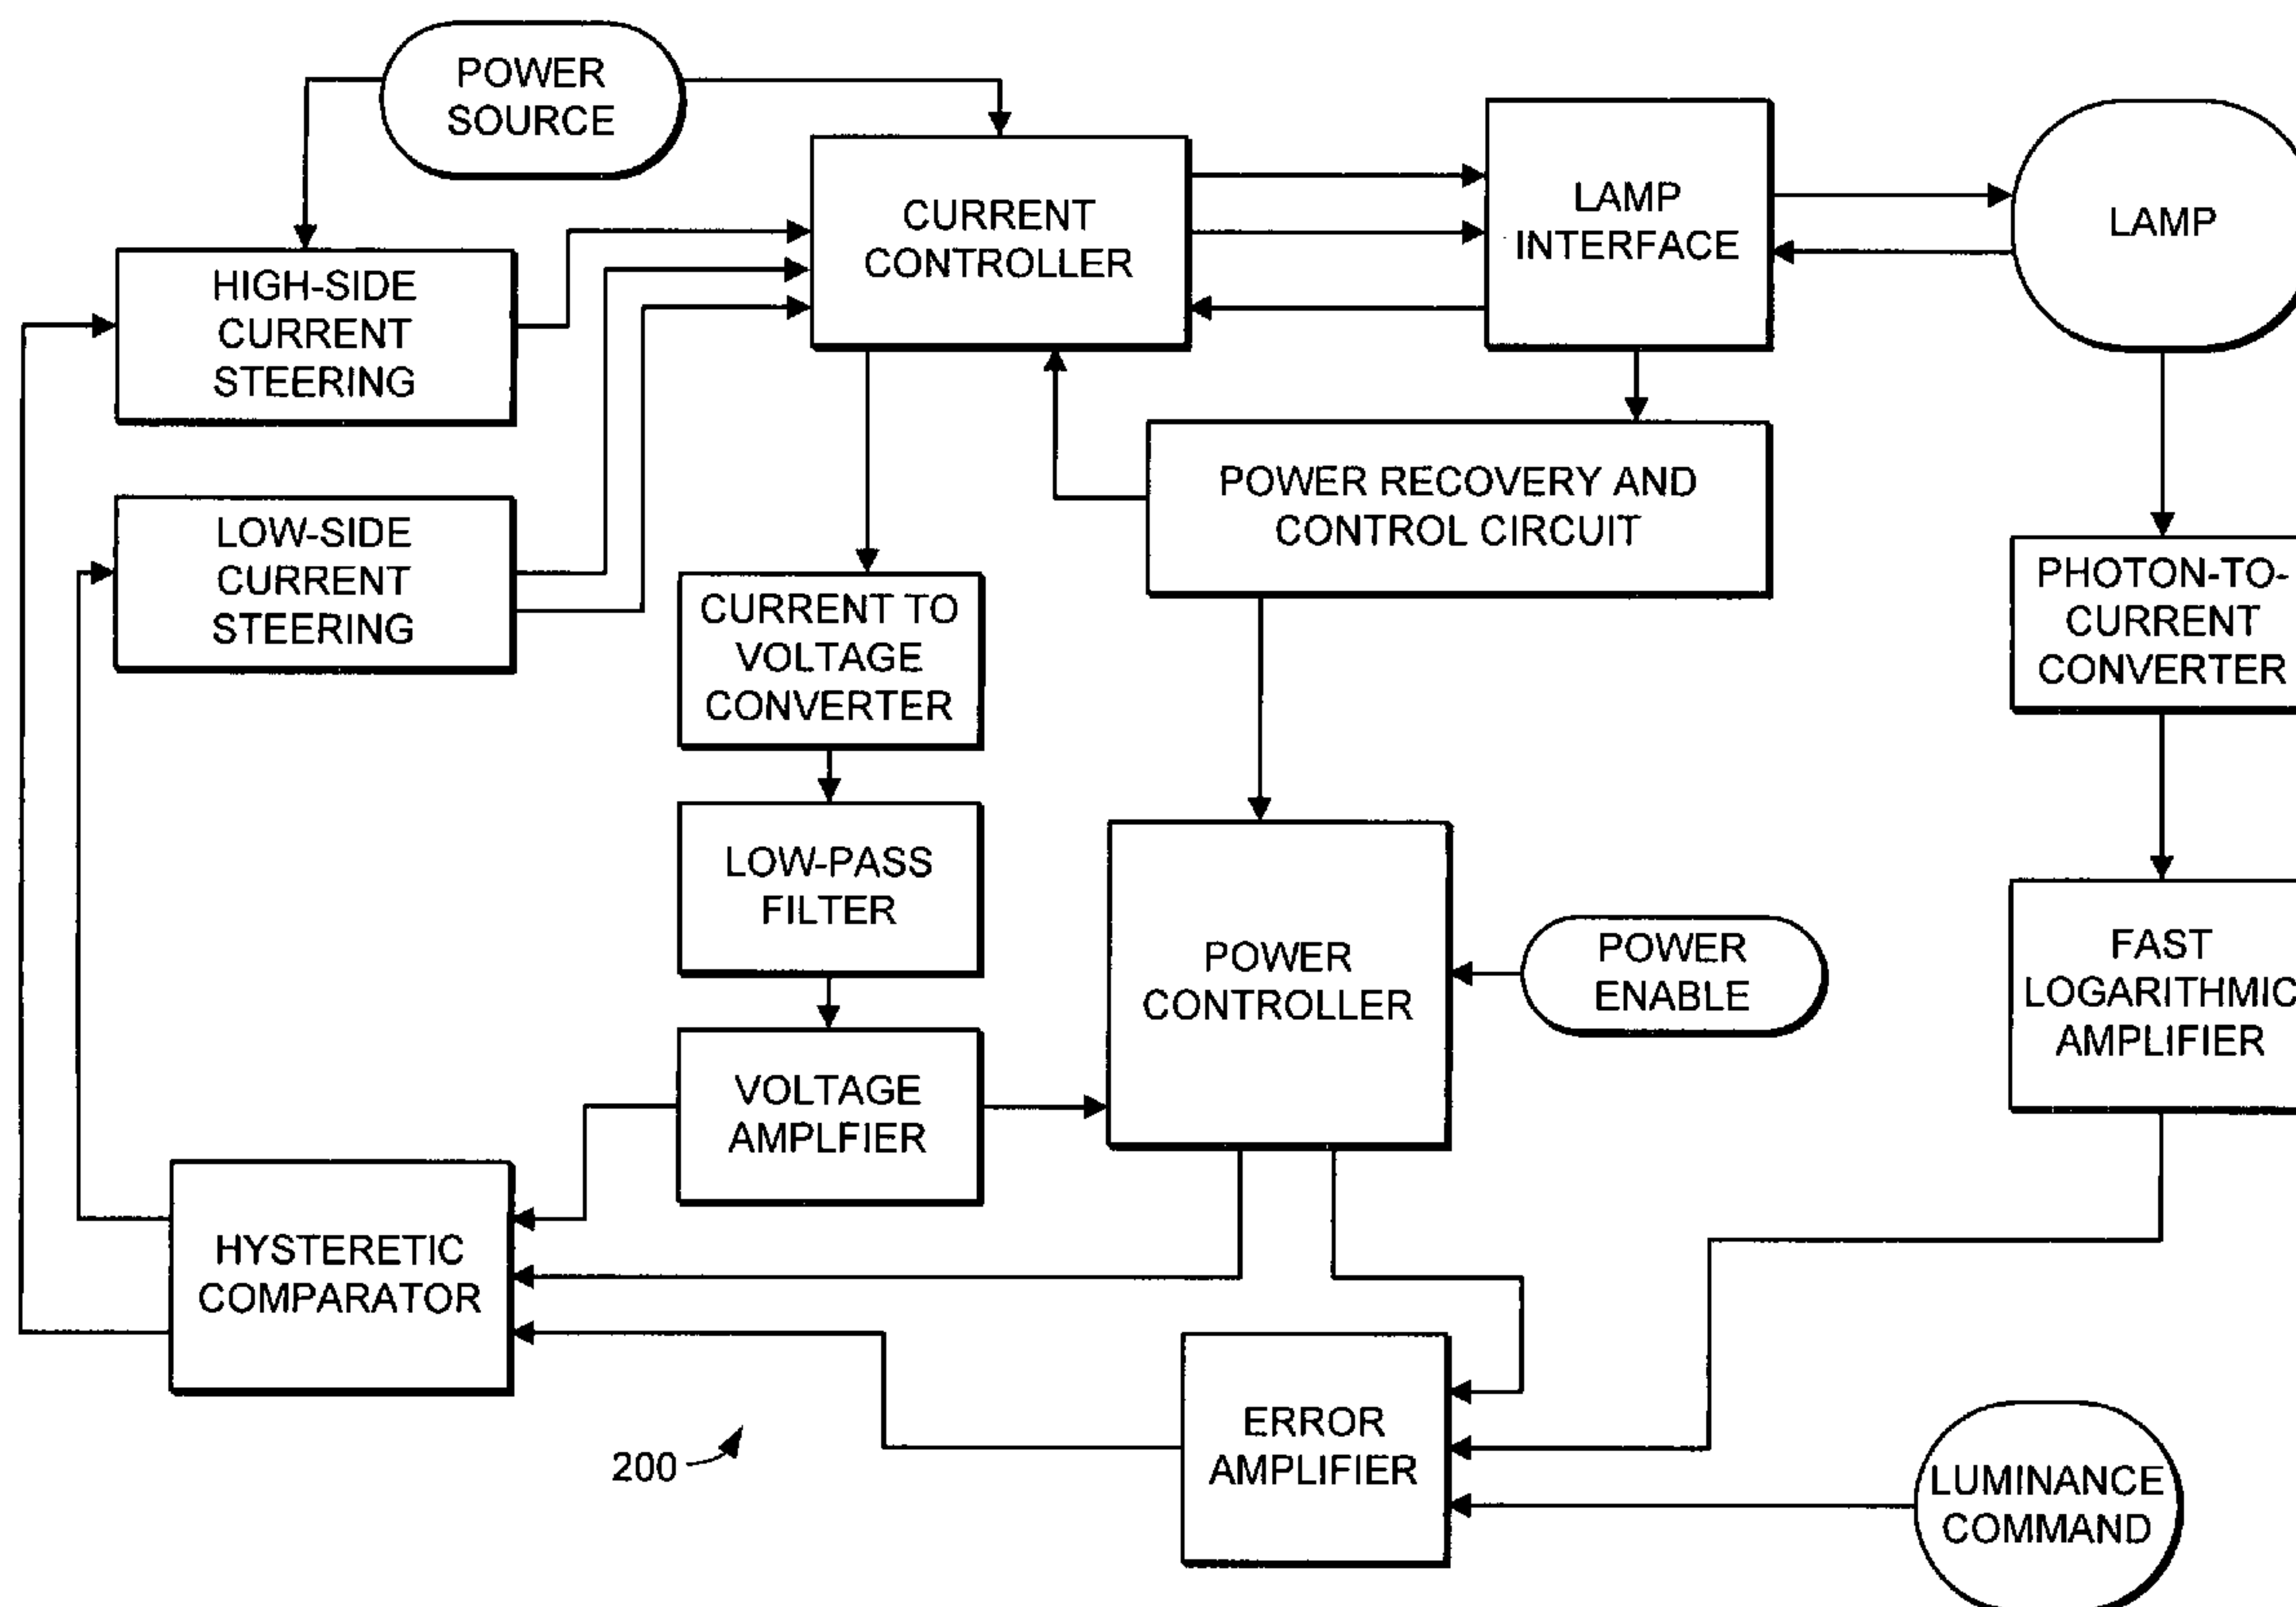 POWER
SOURCE
CURRENT
CONTROLLER
LAMP
INTERFACE
LAMP
HIGH-SIDE
CURRENT
STEERING
POWER RECOVERY AND
CONTROL CIRCUIT
LOW-SIDE
CURRENT
STEERING
CURRENT TO
VOLTAGE
CONVERTER
PHOTON-TO-
CURRENT
CONVERTER
LOW-PASS
FILTER
POWER
CONTROLLER
POWER
ENABLE
FAST
LOGARITHMIC
AMPLIFIER
VOLTAGE
AMPLFIER
HYSTERETIC
COMPARATOR
ERROR
AMPLIFIER
200
LUMINANCE
COMMAND